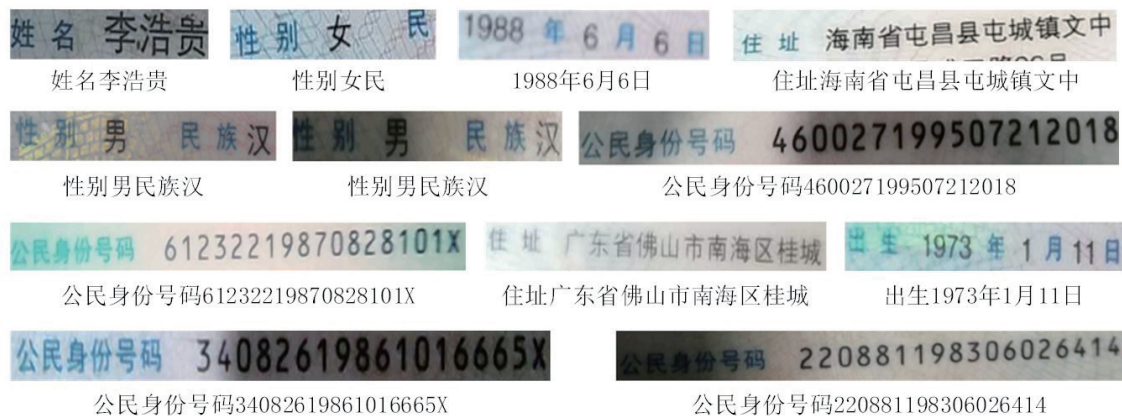 姓名 李浩贵 性别 女 民 1988 年 6 月 6 日 住址 海南省屯昌县屯城镇文中
姓名李浩贵 性别女民 1988年6月6日 住址海南省屯昌县屯城镇文中
性别 男 民族 汉 性别 男 民族 汉 公民身份号码 460027199507212018
性别男民族汉 性别男民族汉 公民身份号码460027199507212018
公民身份号码 61232219870828101X 住址 广东省佛山市南海区桂城 出生 1973 年 1 月 11 日
公民身份号码61232219870828101X 住址广东省佛山市南海区桂城 出生1973年1月11日
公民身份号码 34082619861016665X 公民身份号码 220881198306026414
公民身份号码34082619861016665X 公民身份号码220881198306026414